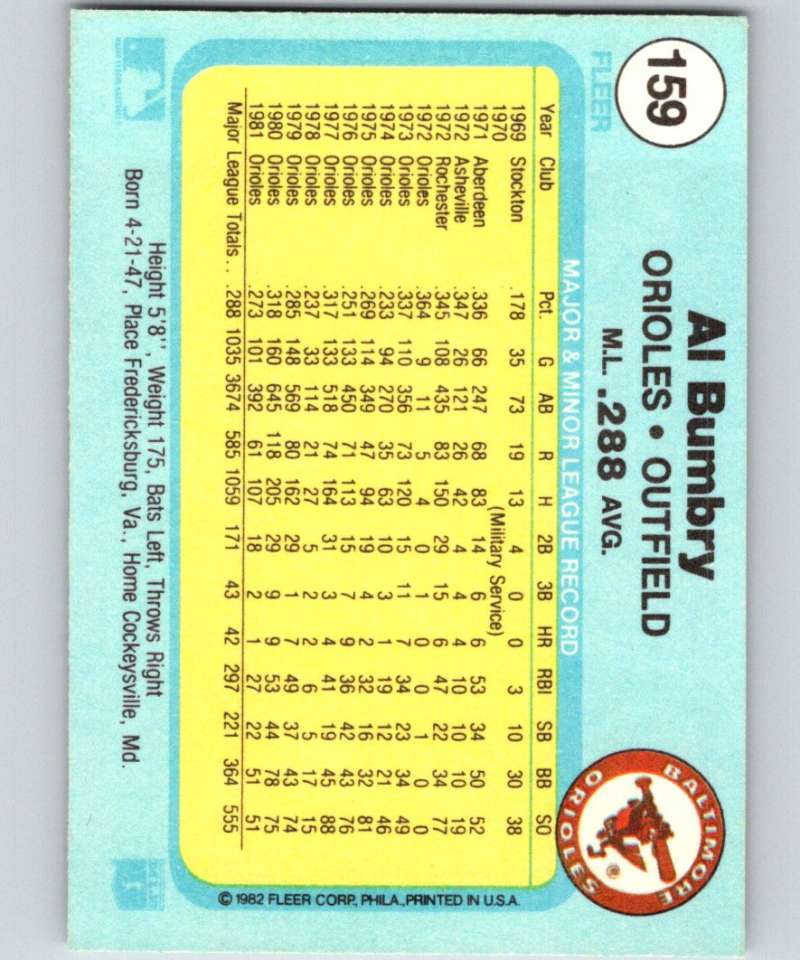 159
FLEER
Al Bumbry
ORIOLES • OUTFIELD
M.L. .288 AVG.
BALTIMORE
ORIOLES
MAJOR & MINOR LEAGUE RECORD
Year Club Pct. G AB R H 2B 3B HR RBI SB BB SO
1969 Stockton .178 35 73 19 13 4 0 0 3 10 30 38
1970 (Military Service)
1971 Aberdeen .336 66 247 68 83 14 6 6 53 34 50 52
1972 Asheville .347 26 121 26 42 4 4 4 10 10 10 19
1972 Rochester .345 108 435 83 150 29 15 6 47 22 34 77
1972 Orioles .364 9 11 5 4 0 1 0 0 1 0 0
1973 Orioles .337 110 356 73 120 15 11 7 34 23 34 49
1974 Orioles .233 94 270 35 63 10 3 1 19 12 21 46
1975 Orioles .269 114 349 47 94 19 4 2 32 16 32 81
1976 Orioles .251 133 450 71 113 15 7 9 36 42 43 76
1977 Orioles .317 133 518 74 164 31 3 4 41 19 45 88
1978 Orioles .237 33 114 21 27 5 2 2 6 5 17 15
1979 Orioles .285 148 569 80 162 29 1 7 49 37 43 74
1980 Orioles .318 160 645 118 205 29 9 9 53 44 78 75
1981 Orioles .273 101 392 61 107 18 2 1 27 22 51 51
Major League Totals . . .288 1035 3674 585 1059 171 43 42 297 221 364 555
© 1982 FLEER CORP., PHILA., PRINTED IN U.S.A.
Height 5'8'', Weight 175, Bats Left, Throws Right
Born 4-21-47, Place Fredericksburg, Va., Home Cockeysville, Md.